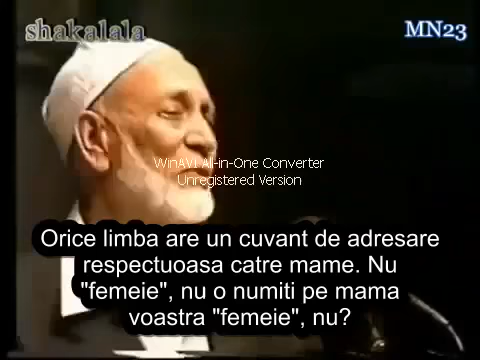 shakalala
MN23
WinAVI All-in-One Converter
Unregistered Version
Orice limba are un cuvant de adresare
respectuoasa catre mame. Nu
"femeie", nu o numiti pe mama
voastra "femeie", nu?